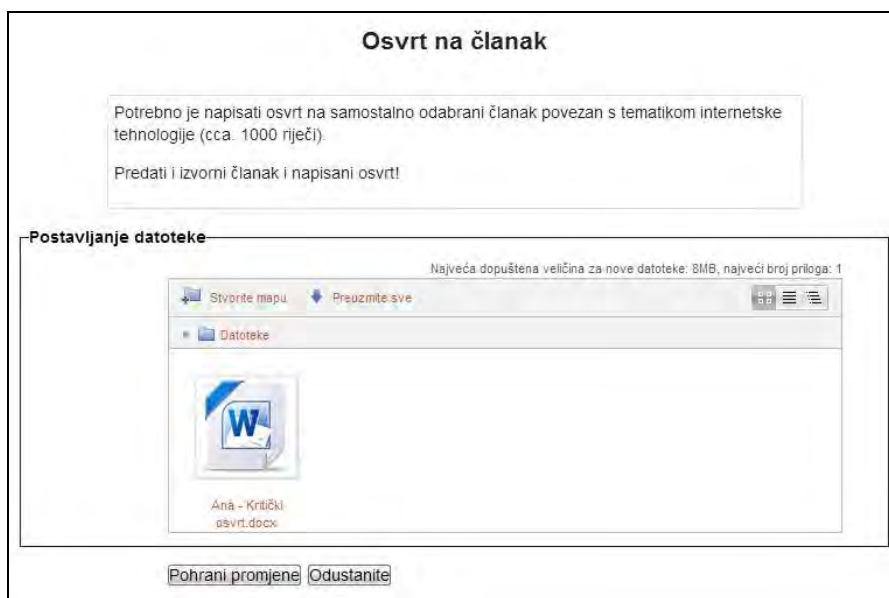 Osvrt na članak
Potrebno je napisati osvrt na samostalno odabrani članak povezan s tematikom internetske
tehnologije (cca. 1000 riječi).
Predati i izvorni članak i napisani osvrt!
Postavljanje datoteke
Najveća dopuštena veličina za nove datoteke: 8MB, najveći broj priloga: 1
Stvorite mapu Preuzmite sve
Datoteke
W
Ana - Kritički
osvrt.docx
Pohrani promjene Odustanite